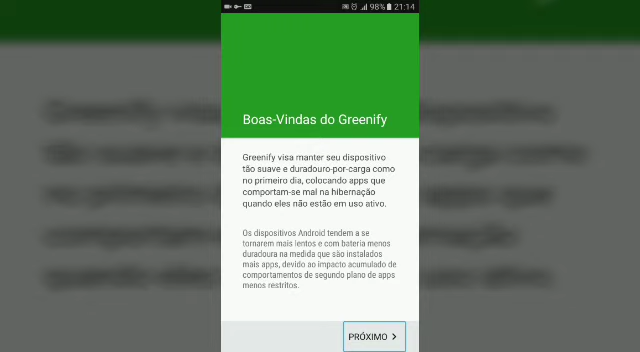 98% 21:14
Boas-Vindas do Greenify
Greenify visa manter seu dispositivo
tão suave e duradouro-por-carga como
no primeiro dia, colocando apps que
comportam-se mal na hibernação
quando eles não estão em uso ativo.
Os dispositivos Android tendem a se
tornarem mais lentos e com bateria menos
duradoura na medida que são instalados
mais apps, devido ao impacto acumulado de
comportamentos de segundo plano de apps
menos restritos.
PRÓXIMO